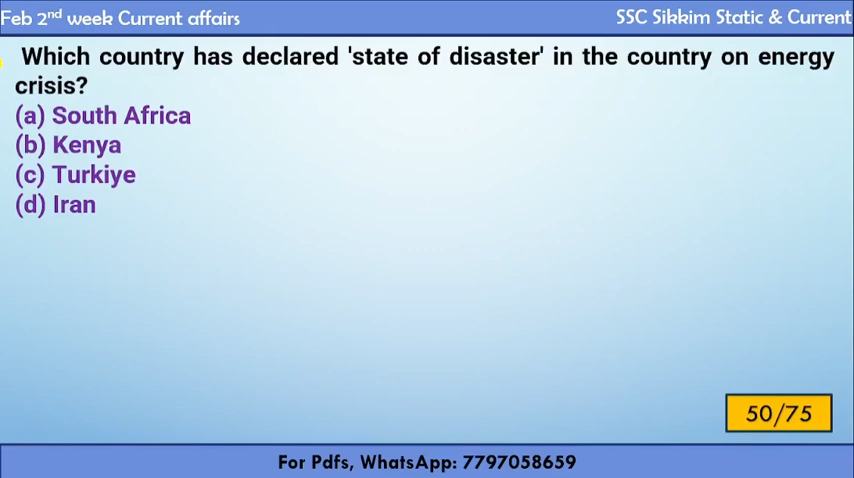 Feb 2nd week Current affairs
SSC Sikkim Static & Current
Which country has declared 'state of disaster' in the country on energy
crisis?
(a) South Africa
(b) Kenya
(c) Turkiye
(d) Iran
50/75
For Pdfs, WhatsApp: 7797058659